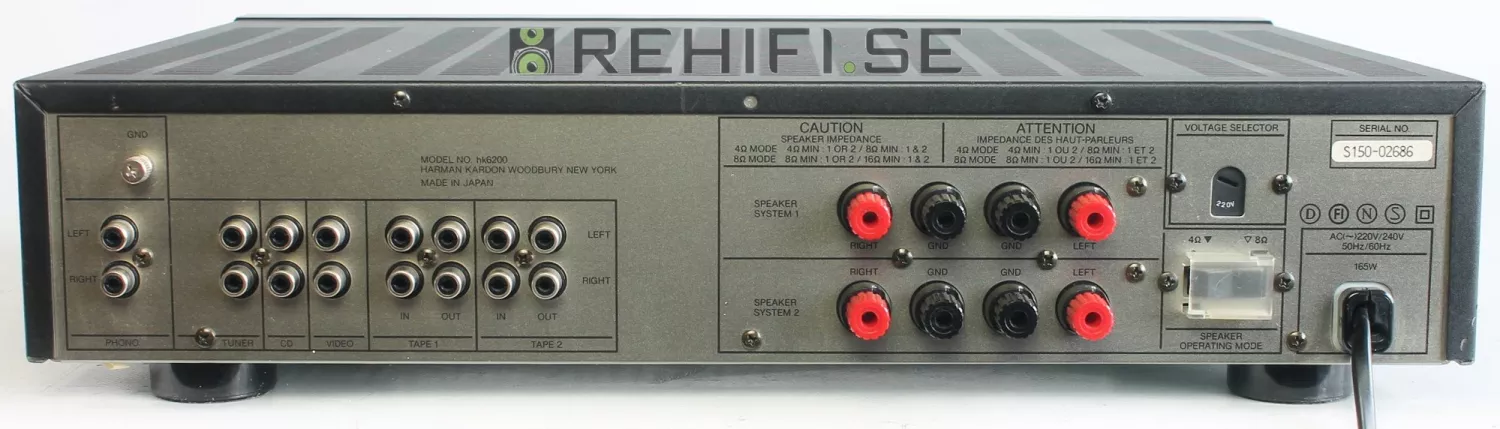 REHIFI.SE
GND
LEFT
RIGHT
PHONO
MODEL NO. hk6200
HARMAN KARDON WOODBURY NEW YORK
MADE IN JAPAN
LEFT
RIGHT
IN
OUT
IN
OUT
TUNER
CD
VIDEO
TAPE 1
TAPE 2
CAUTION
SPEAKER IMPEDANCE
4Ω MODE 4Ω MIN : 1 OR 2 / 8Ω MIN : 1 & 2
8Ω MODE 8Ω MIN : 1 OR 2 / 16Ω MIN : 1 & 2
ATTENTION
IMPEDANCE DES HAUT-PARLEURS
4Ω MODE 4Ω MIN : 1 OU 2 / 8Ω MIN : 1 ET 2
8Ω MODE 8Ω MIN : 1 OU 2 / 16Ω MIN : 1 ET 2
SPEAKER
SYSTEM 1
RIGHT
GND
GND
LEFT
RIGHT
GND
GND
LEFT
SPEAKER
SYSTEM 2
VOLTAGE SELECTOR
220V
4Ω ▼ ▽ 8Ω
SPEAKER
OPERATING MODE
SERIAL NO.
S150-02686
D FI N S
AC(~)220V/240V
50Hz/60Hz
165W